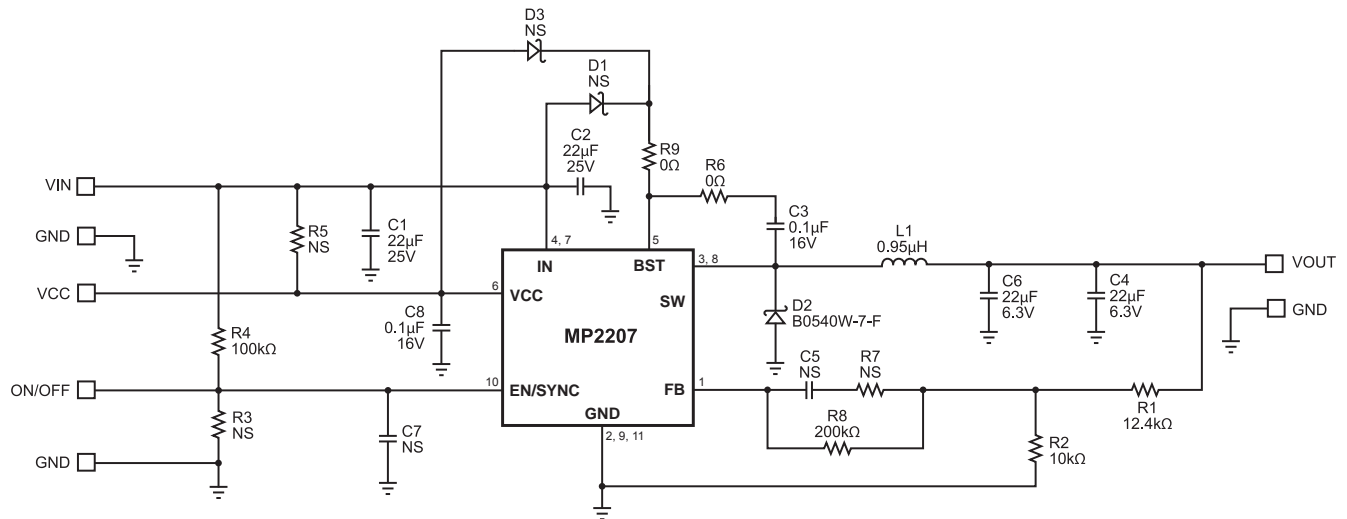 D3
NS
D1
NS
C2
22µF
25V
R9
0Ω
R6
0Ω
VIN
C3
0.1µF
16V
R5
NS
C1
22µF
25V
GND
4, 7
5
3, 8
L1
0.95µH
IN
BST
VOUT
VCC
6
VCC
SW
C8
0.1µF
16V
D2
B0540W-7-F
C6
22µF
6.3V
C4
22µF
6.3V
GND
R4
100kΩ
MP2207
C5
NS
R7
NS
ON/OFF
10
EN/SYNC
FB
1
R3
NS
C7
NS
GND
2, 9, 11
R8
200kΩ
R1
12.4kΩ
R2
10kΩ
GND